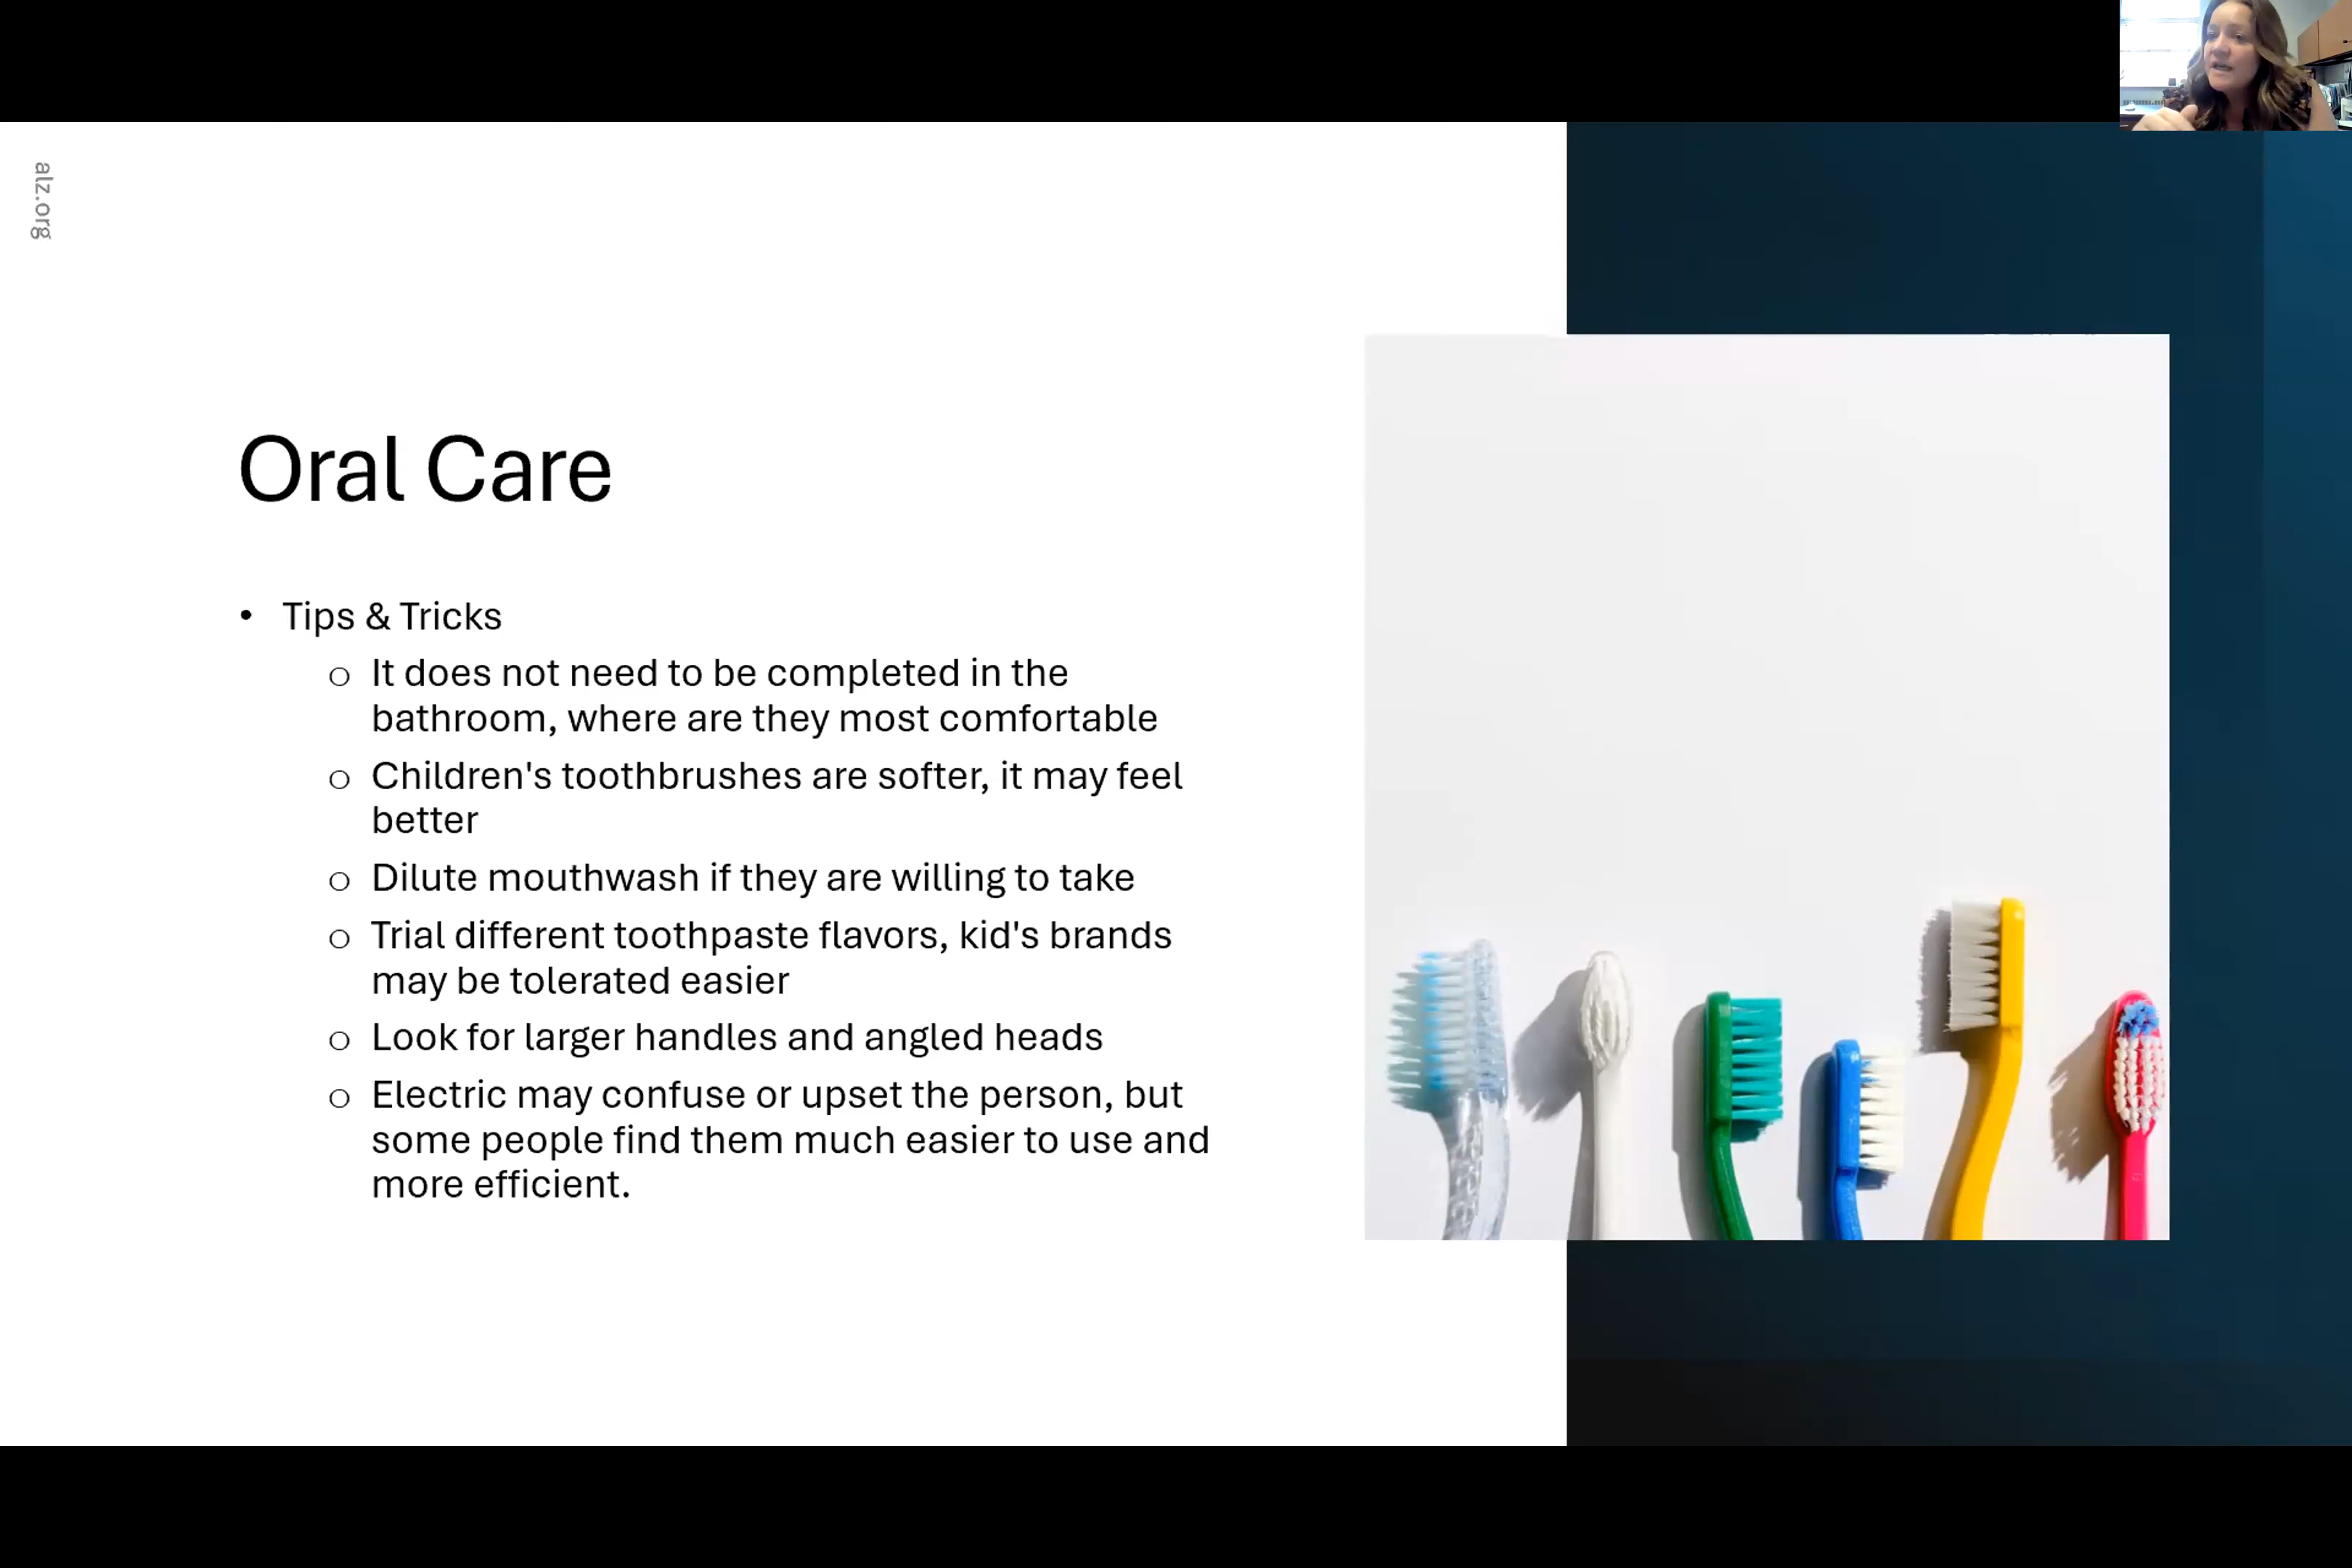 alz.org
Oral Care
• Tips & Tricks
o It does not need to be completed in the
bathroom, where are they most comfortable
o Children's toothbrushes are softer, it may feel
better
o Dilute mouthwash if they are willing to take
o Trial different toothpaste flavors, kid's brands
may be tolerated easier
o Look for larger handles and angled heads
o Electric may confuse or upset the person, but
some people find them much easier to use and
more efficient.